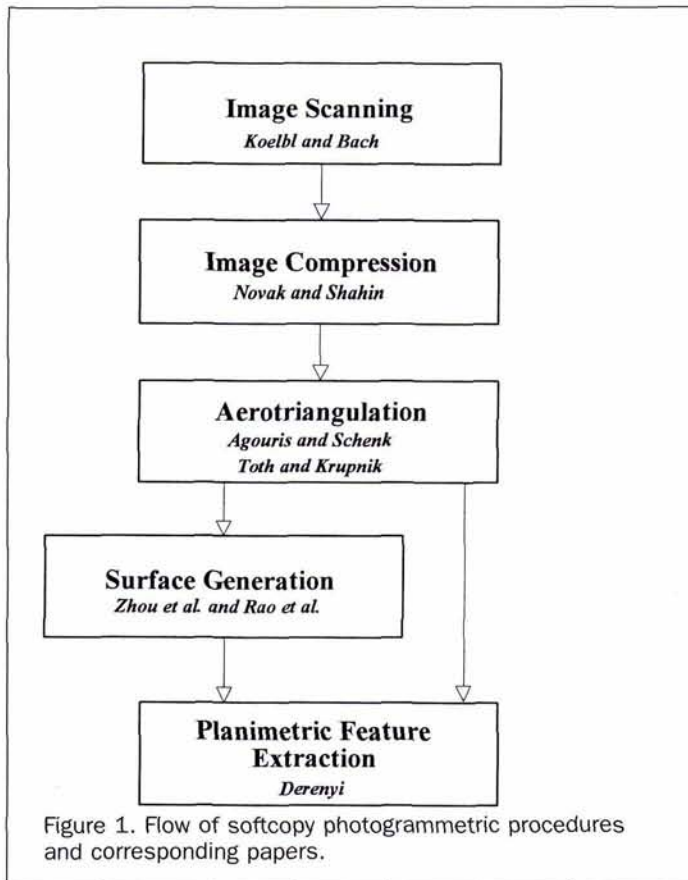 Image Scanning
Koelbl and Bach
Image Compression
Novak and Shahin
Aerotriangulation
Agouris and Schenk
Toth and Krupnik
Surface Generation
Zhou et al. and Rao et al.
Planimetric Feature
Extraction
Derenyi
Figure 1. Flow of softcopy photogrammetric procedures
and corresponding papers.